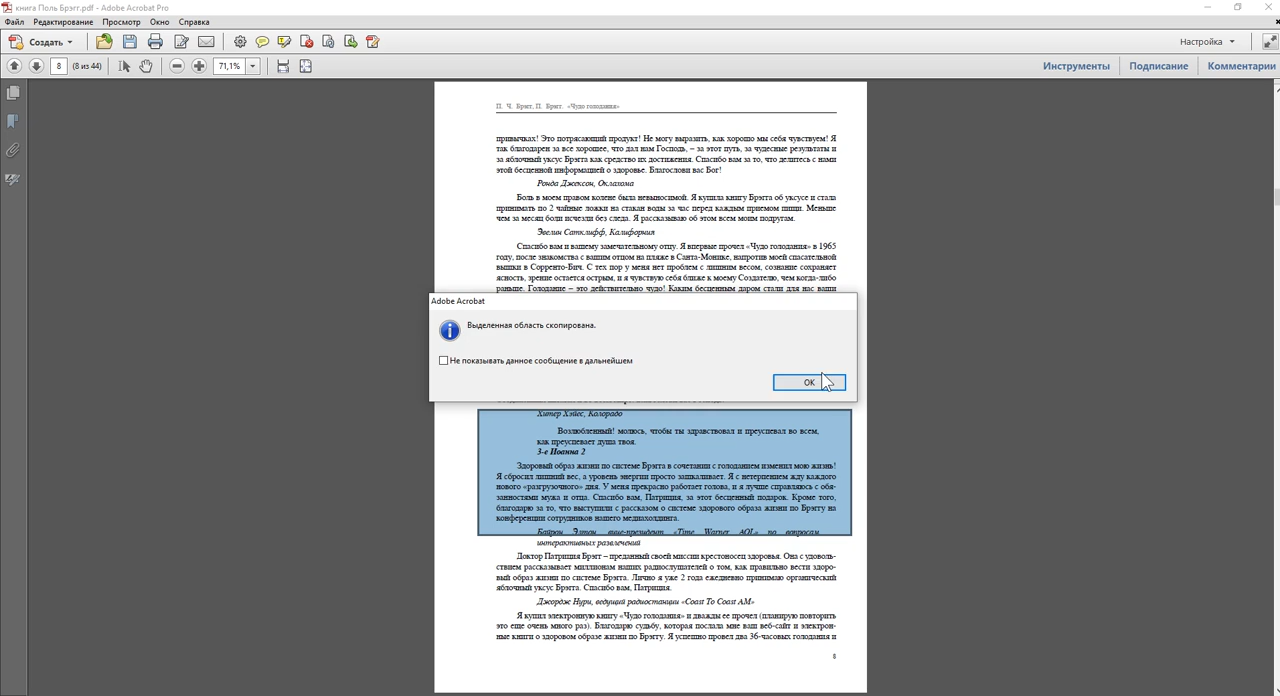 книга Поль Брэгг.pdf - Adobe Acrobat Pro
Файл Редактирование Просмотр Окно Справка
Создать Настройка
8 (8 из 44) 71,1% Инструменты Подписание Комментарии
П. Ч. Брэгг, П. Брэгг. «Чудо голодания»
привычках! Это потрясающий продукт! Не могу выразить, как хорошо мы себя чувствуем! Я
так благодарен за все хорошее, что дал нам Господь, – за этот путь, за чудесные результаты и
за яблочный уксус Брэгга как средство их достижения. Спасибо вам за то, что делитесь с нами
этой бесценной информацией о здоровье. Благослови вас Бог!
Ронда Джексон, Оклахома
Боль в моем правом колене была невыносимой. Я купила книгу Брэгга об уксусе и стала
принимать по 2 чайные ложки на стакан воды за час перед каждым приемом пищи. Меньше
чем за месяц боли исчезли без следа. Я рассказываю об этом всем моим подругам.
Эвелин Сатклифф, Калифорния
Спасибо вам и вашему замечательному отцу. Я впервые прочел «Чудо голодания» в 1965
году, после знакомства с вашим отцом на пляже в Санта-Монике, напротив моей спасательной
вышки в Сорренто-Бич. С тех пор у меня нет проблем с лишним весом, сознание сохраняет
ясность, зрение остается острым, и я чувствую себя ближе к моему Создателю, чем когда-либо
раньше. Голодание – это действительно чудо! Каким бесценным даром стали для нас ваши
Adobe Acrobat
Выделенная область скопирована.
Не показывать данное сообщение в дальнейшем
OK
Хитер Хэйес, Колорадо
Возлюбленный! молюсь, чтобы ты здравствовал и преуспевал во всем,
как преуспевает душа твоя.
3-е Иоанна 2
Здоровый образ жизни по системе Брэгга в сочетании с голоданием изменил мою жизнь!
Я сбросил лишний вес, а уровень энергии просто зашкаливает. Я с нетерпением жду каждого
нового «разгрузочного» дня. У меня прекрасно работает голова, и я лучше справляюсь с обя-
занностями мужа и отца. Спасибо вам, Патриция, за этот бесценный подарок. Кроме того,
благодарю за то, что выступили с рассказом о системе здорового образа жизни по Брэггу на
конференции сотрудников нашего медиахолдинга.
Байрон Элтон, вице-президент «Time Warner AOL» по вопросам
интерактивных развлечений
Доктор Патриция Брэгг – преданный своей миссии крестоносец здоровья. Она с удоволь-
ствием рассказывает миллионам наших радиослушателей о том, как правильно вести здоро-
вый образ жизни по системе Брэгга. Лично я уже 2 года ежедневно принимаю органический
яблочный уксус Брэгга. Спасибо вам, Патриция.
Джордж Нури, ведущий радиостанции «Coast To Coast AM»
Я купил электронную книгу «Чудо голодания» и дважды ее прочел (планирую повторить
это еще очень много раз). Благодарю судьбу, которая послала мне ваш веб-сайт и электрон-
ные книги о здоровом образе жизни по Брэггу. Я успешно провел два 36-часовых голодания и
8